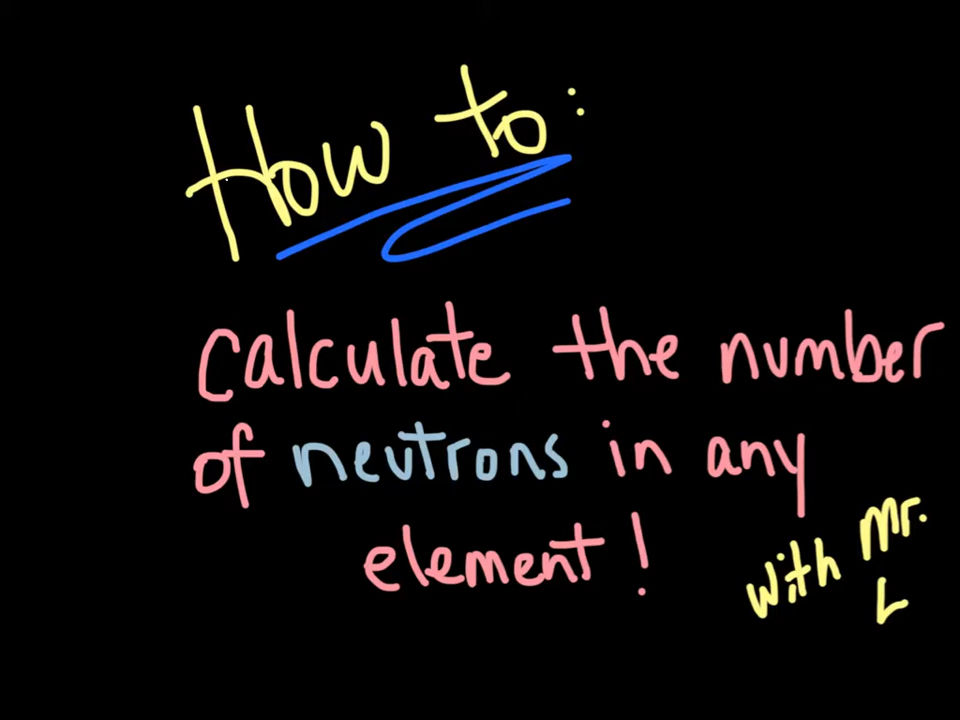 How to:
calculate the number
of neutrons in any
element!
with Mr.
L